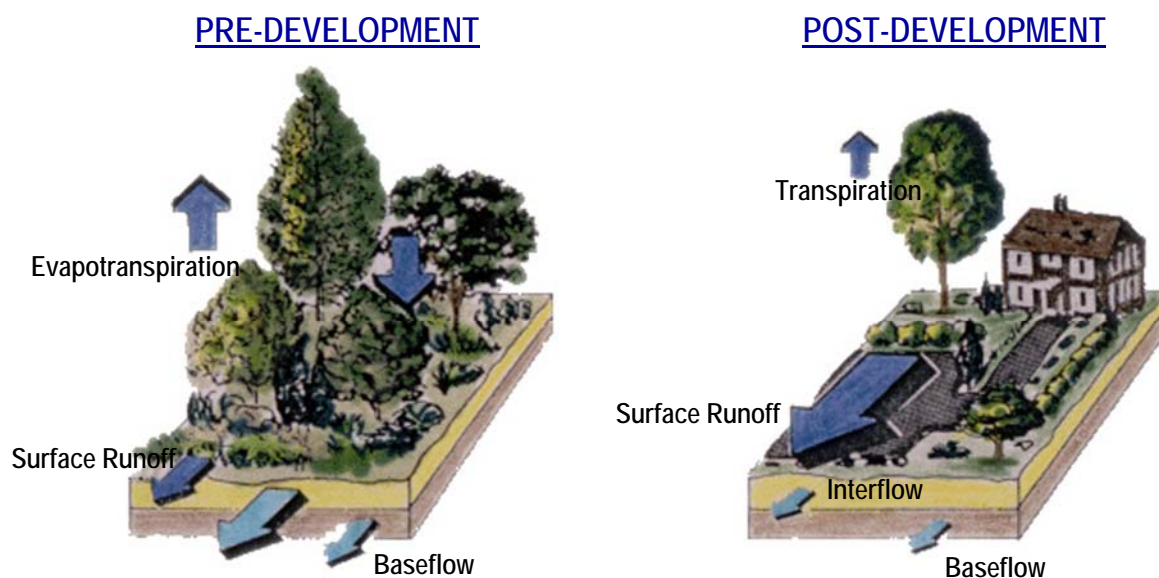 PRE-DEVELOPMENT
Evapotranspiration
Surface Runoff
Baseflow
POST-DEVELOPMENT
Transpiration
Surface Runoff
Interflow
Baseflow